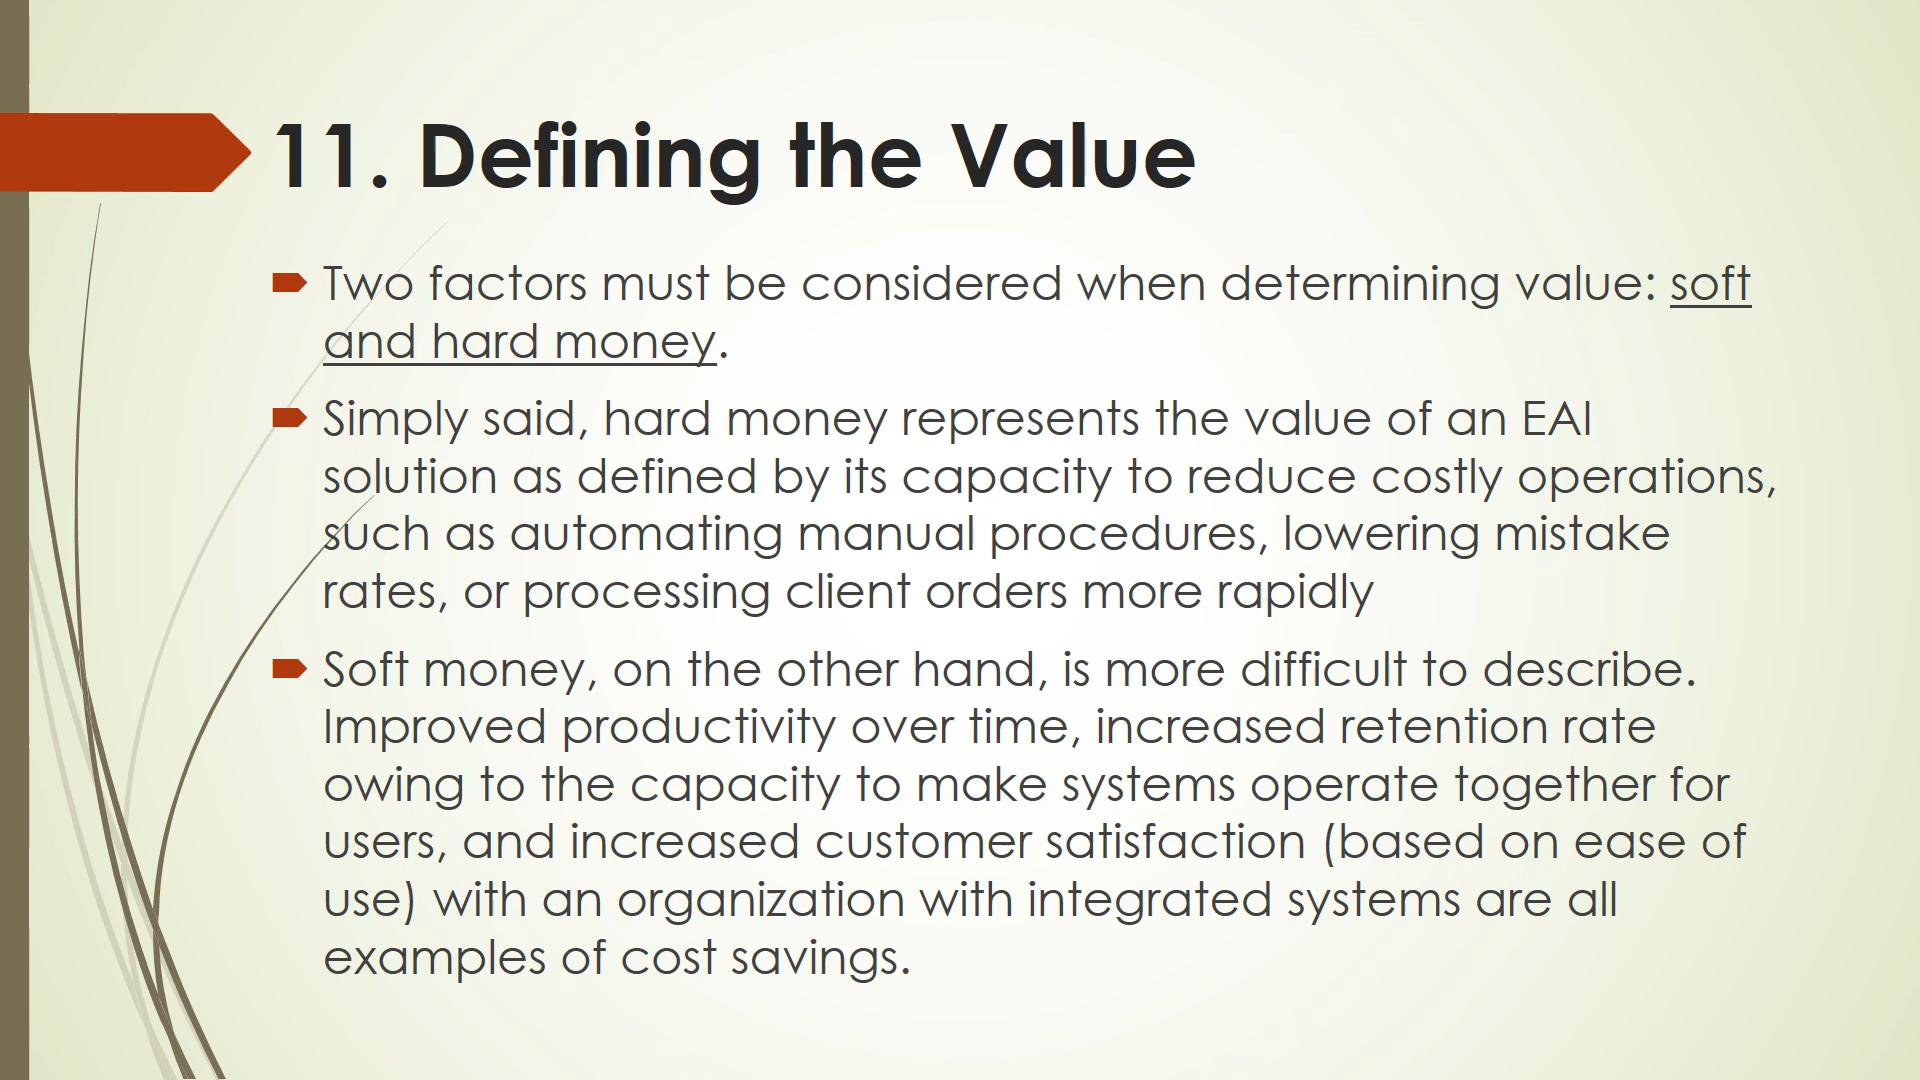 11. Defining the Value
Two factors must be considered when determining value: soft
and hard money.
Simply said, hard money represents the value of an EAI
solution as defined by its capacity to reduce costly operations,
such as automating manual procedures, lowering mistake
rates, or processing client orders more rapidly
Soft money, on the other hand, is more difficult to describe.
Improved productivity over time, increased retention rate
owing to the capacity to make systems operate together for
users, and increased customer satisfaction (based on ease of
use) with an organization with integrated systems are all
examples of cost savings.